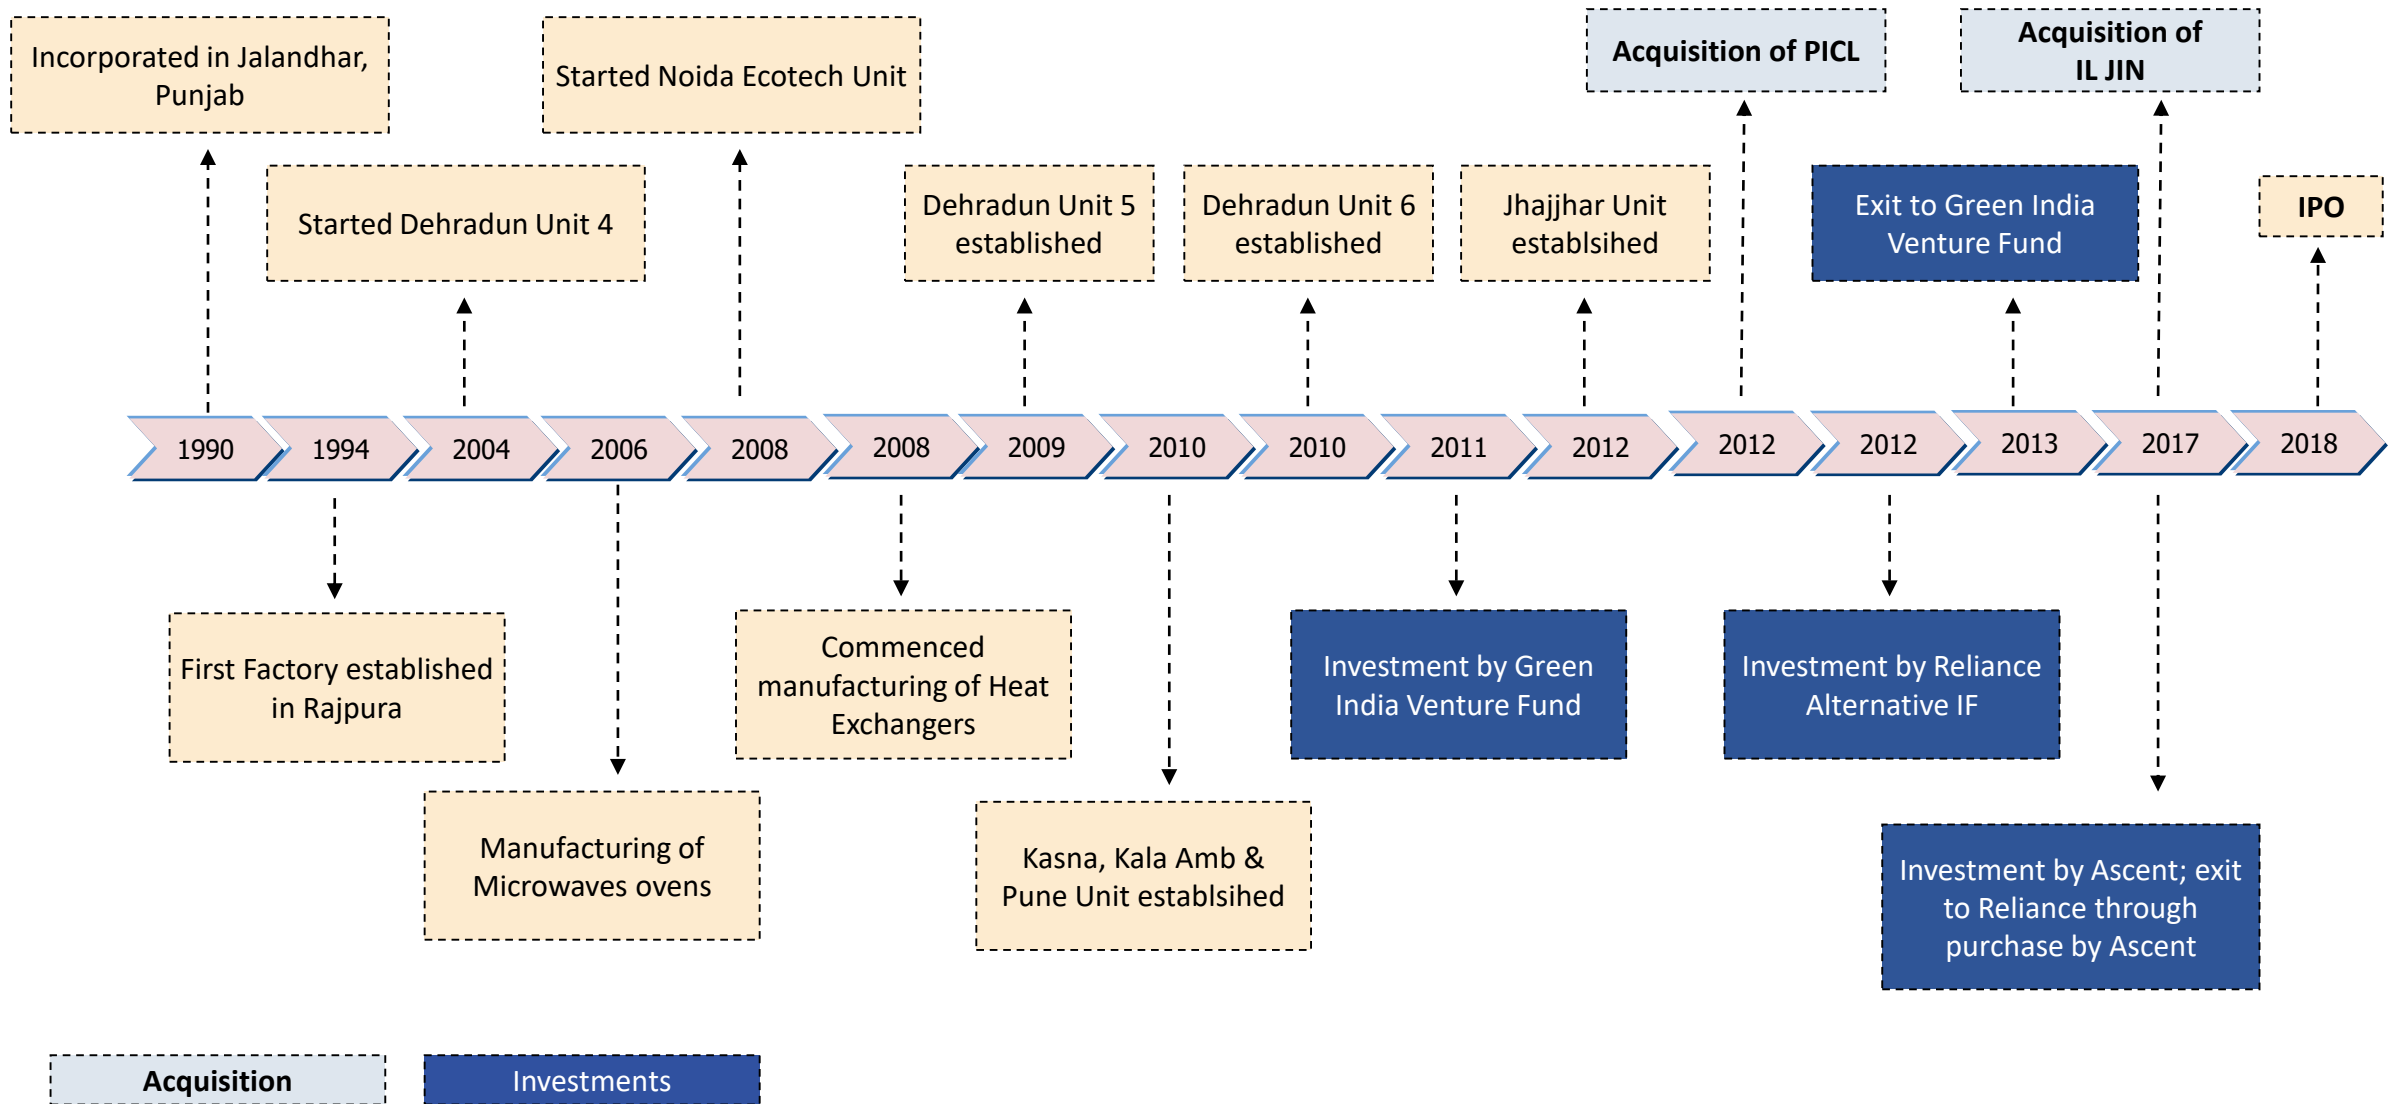 Incorporated in Jalandhar,
Punjab
Started Noida Ecotech Unit
Acquisition of PICL
Acquisition of
IL JIN
Started Dehradun Unit 4
Dehradun Unit 5
established
Dehradun Unit 6
established
Jhajjhar Unit
establsihed
Exit to Green India
Venture Fund
IPO
1990
1994
2004
2006
2008
2008
2009
2010
2010
2011
2012
2012
2012
2013
2017
2018
First Factory established
in Rajpura
Commenced
manufacturing of Heat
Exchangers
Investment by Green
India Venture Fund
Investment by Reliance
Alternative IF
Manufacturing of
Microwaves ovens
Kasna, Kala Amb &
Pune Unit establsihed
Investment by Ascent; exit
to Reliance through
purchase by Ascent
Acquisition
Investments